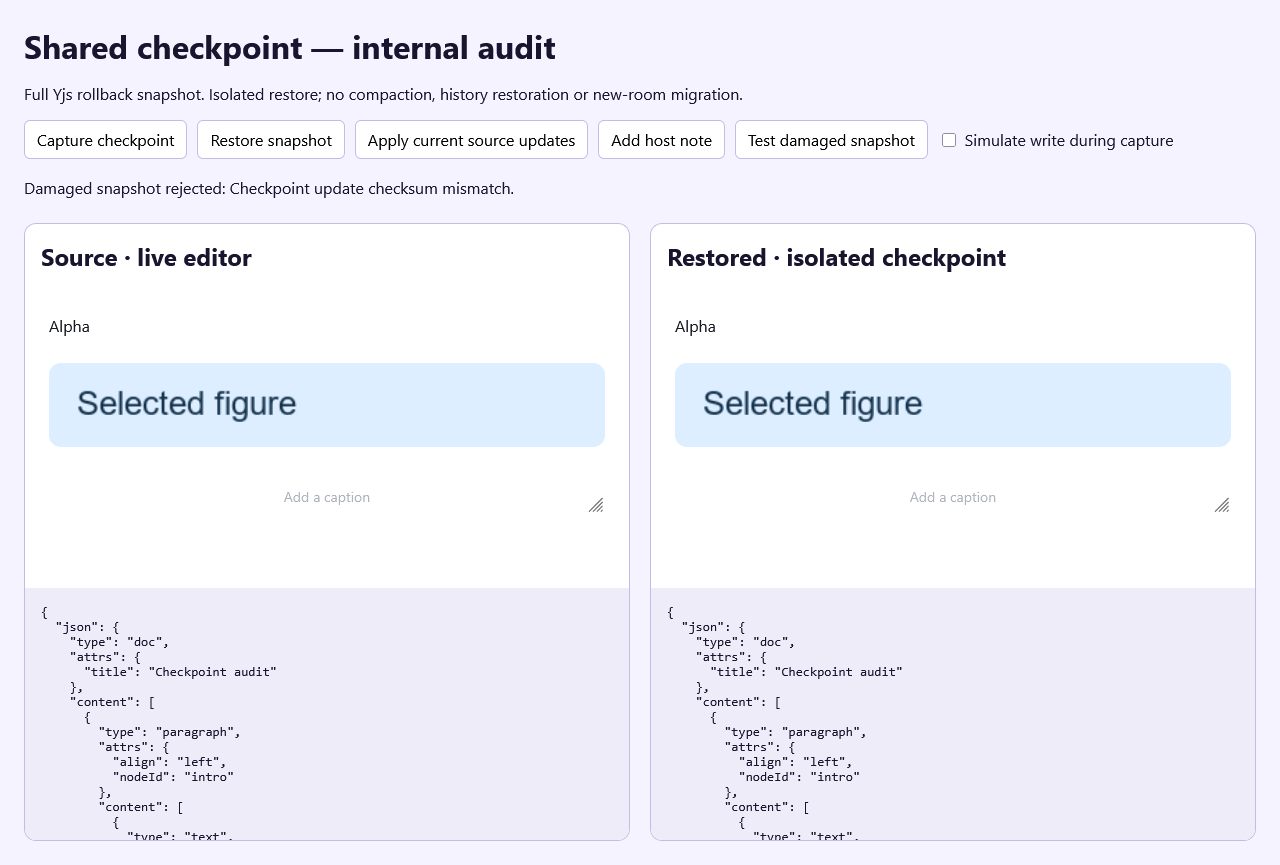 Shared checkpoint — internal audit
Full Yjs rollback snapshot. Isolated restore; no compaction, history restoration or new-room migration.
Capture checkpoint Restore snapshot Apply current source updates Add host note Test damaged snapshot Simulate write during capture
Damaged snapshot rejected: Checkpoint update checksum mismatch.
Source · live editor
Alpha
Selected figure
Add a caption
{
  "json": {
    "type": "doc",
    "attrs": {
      "title": "Checkpoint audit"
    },
    "content": [
      {
        "type": "paragraph",
        "attrs": {
          "align": "left",
          "nodeId": "intro"
        },
        "content": [
          {
            "type": "text",
Restored · isolated checkpoint
Alpha
Selected figure
Add a caption
{
  "json": {
    "type": "doc",
    "attrs": {
      "title": "Checkpoint audit"
    },
    "content": [
      {
        "type": "paragraph",
        "attrs": {
          "align": "left",
          "nodeId": "intro"
        },
        "content": [
          {
            "type": "text",